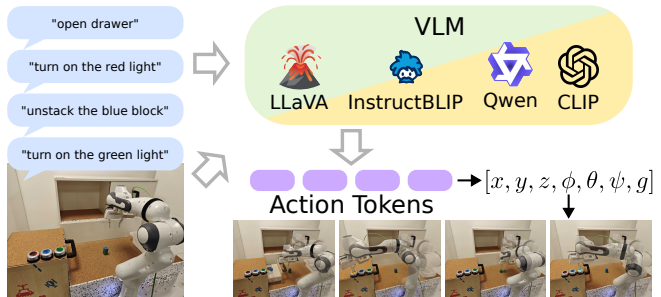 "open drawer"
"turn on the red light"
"unstack the blue block"
"turn on the green light"
VLM
LLaVA
InstructBLIP
Qwen
CLIP
Action Tokens
[x, y, z, ϕ, θ, ψ, g]